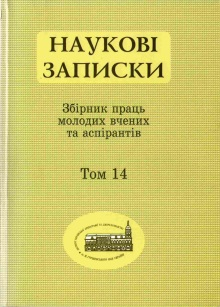 НАУКОВІ
ЗАПИСКИ
Збірник праць
молодих вчених
та аспірантів
Том 14